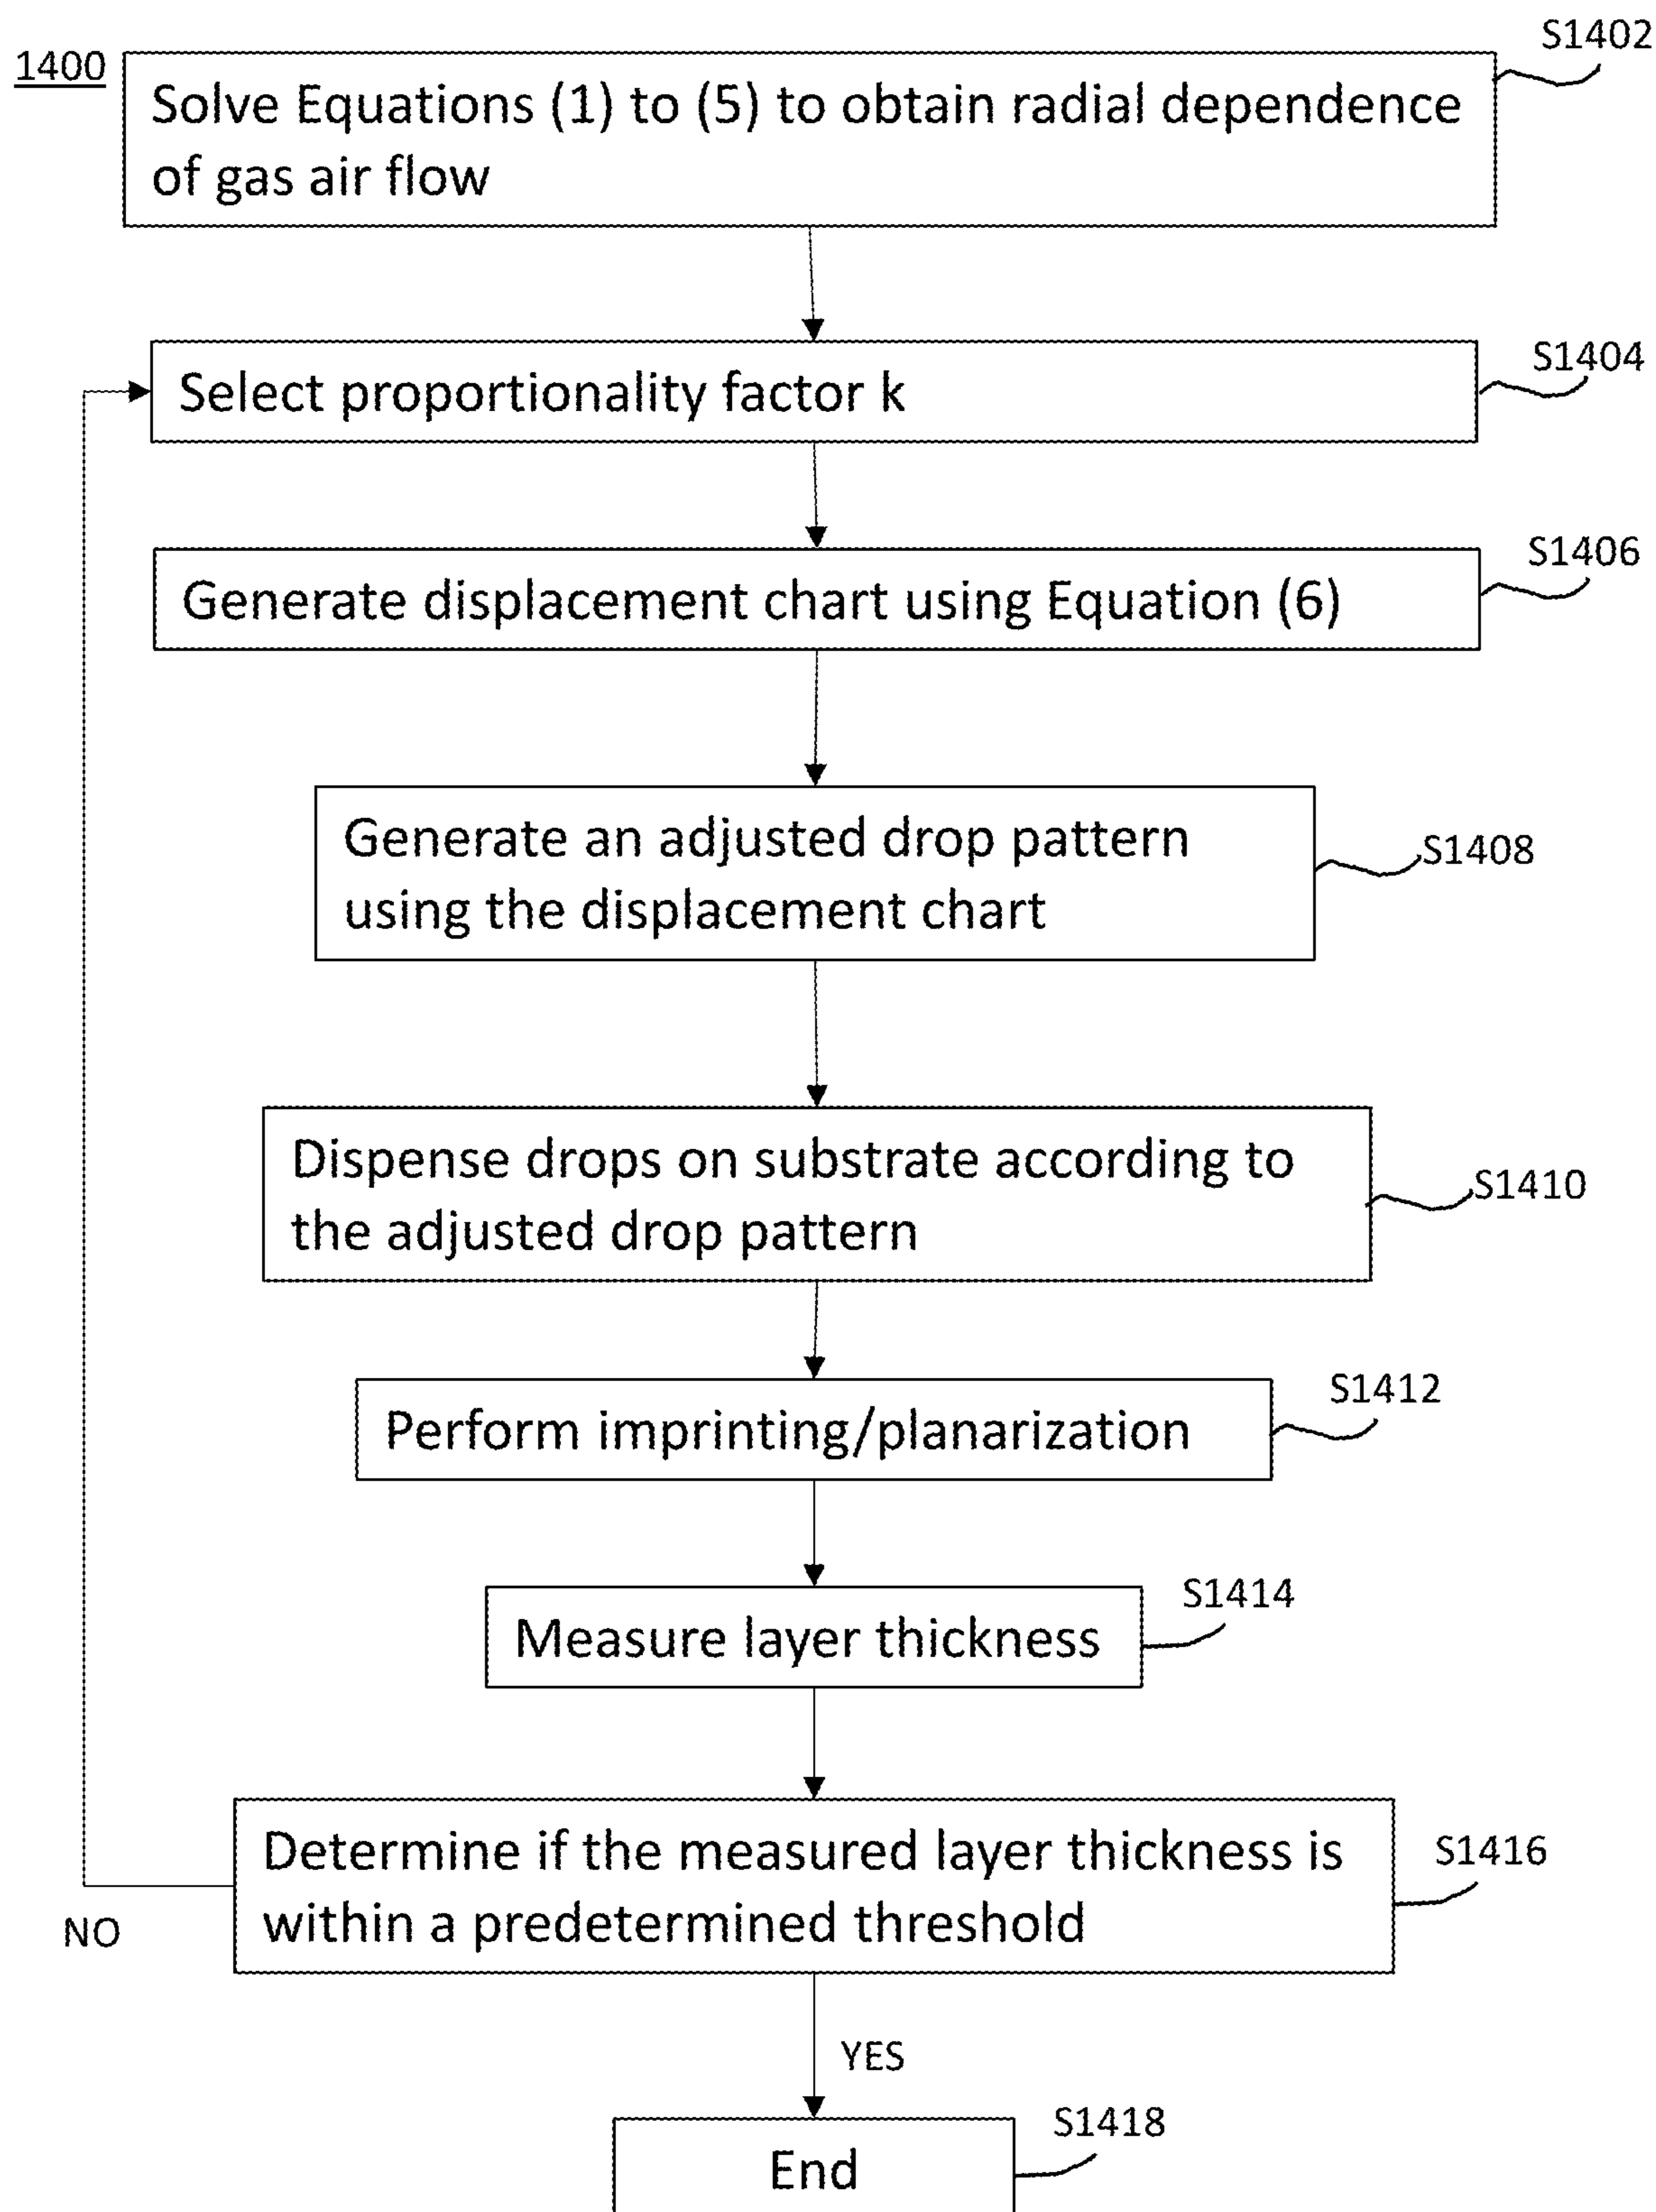 1400
S1402
Solve Equations (1) to (5) to obtain radial dependence
of gas air flow
S1404
Select proportionality factor k
S1406
Generate displacement chart using Equation (6)
Generate an adjusted drop pattern
using the displacement chart
S1408
Dispense drops on substrate according to
the adjusted drop pattern
S1410
S1412
Perform imprinting/planarization
S1414
Measure layer thickness
Determine if the measured layer thickness is
within a predetermined threshold
S1416
NO
YES
S1418
End